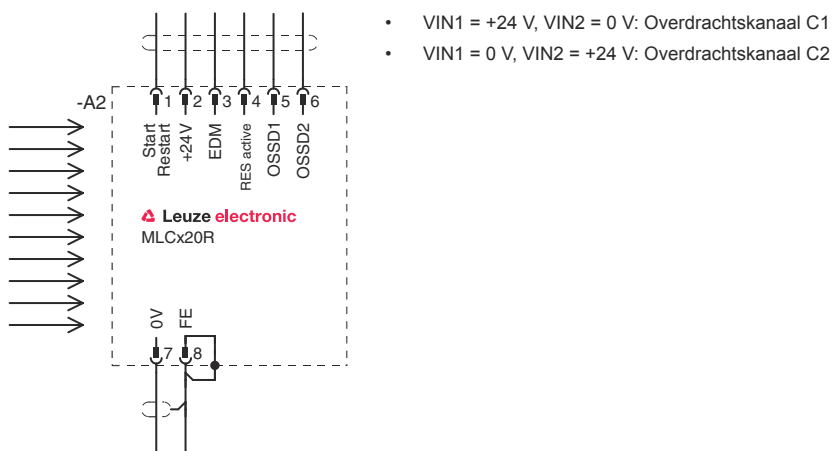 • VIN1 = +24 V, VIN2 = 0 V: Overdrachtskanaal C1
• VIN1 = 0 V, VIN2 = +24 V: Overdrachtskanaal C2
-A2
1 2 3 4 5 6
Start
Restart
+24V
EDM
RES active
OSSD1
OSSD2
Leuze electronic
MLCx20R
0V
FE
7 8